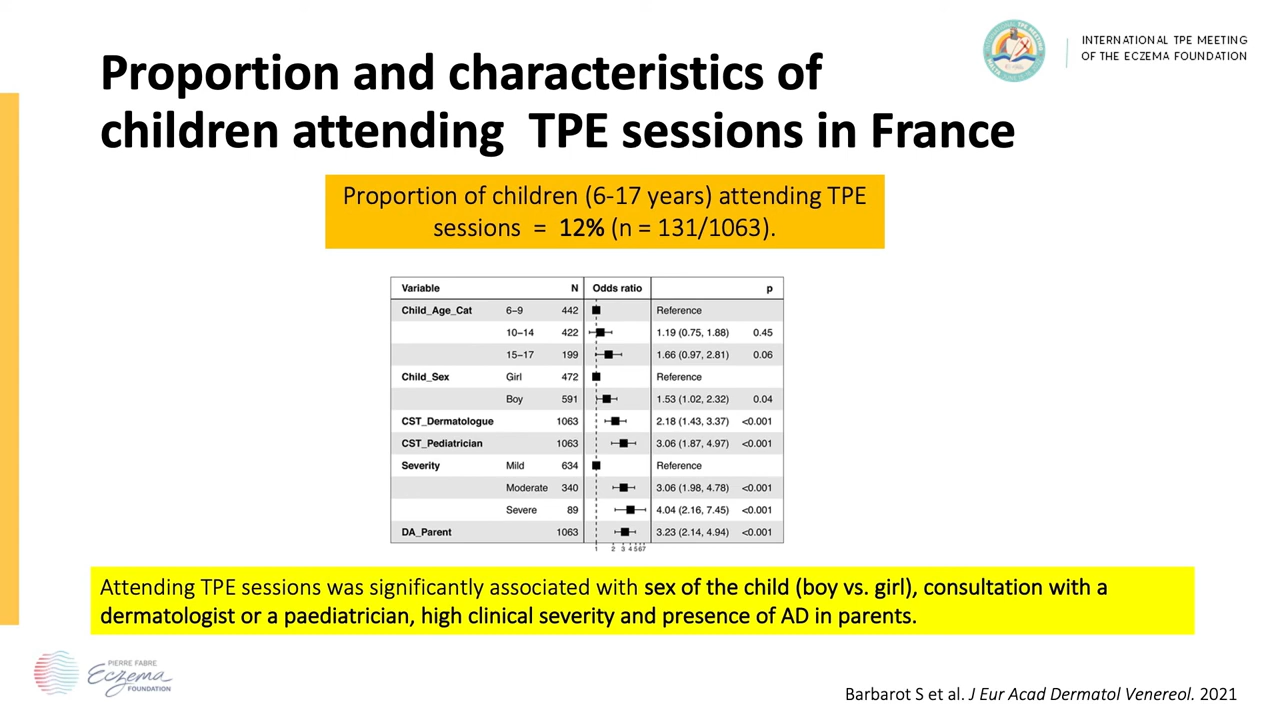 INTERNATIONAL TPE MEETING
OF THE ECZEMA FOUNDATION
Proportion and characteristics of
children attending TPE sessions in France
Proportion of children (6-17 years) attending TPE
sessions = 12% (n = 131/1063).
Variable N Odds ratio p
Child_Age_Cat 6–9 442 Reference
10–14 422 1.19 (0.75, 1.88) 0.45
15–17 199 1.66 (0.97, 2.81) 0.06
Child_Sex Girl 472 Reference
Boy 591 1.53 (1.02, 2.32) 0.04
CST_Dermatologue 1063 2.18 (1.43, 3.37) <0.001
CST_Pediatrician 1063 3.06 (1.87, 4.97) <0.001
Severity Mild 634 Reference
Moderate 340 3.06 (1.98, 4.78) <0.001
Severe 89 4.04 (2.16, 7.45) <0.001
DA_Parent 1063 3.23 (2.14, 4.94) <0.001
1 2 3 4 5 6 7
Attending TPE sessions was significantly associated with sex of the child (boy vs. girl), consultation with a
dermatologist or a paediatrician, high clinical severity and presence of AD in parents.
PIERRE FABRE
Eczema
FOUNDATION
Barbarot S et al. J Eur Acad Dermatol Venereol. 2021